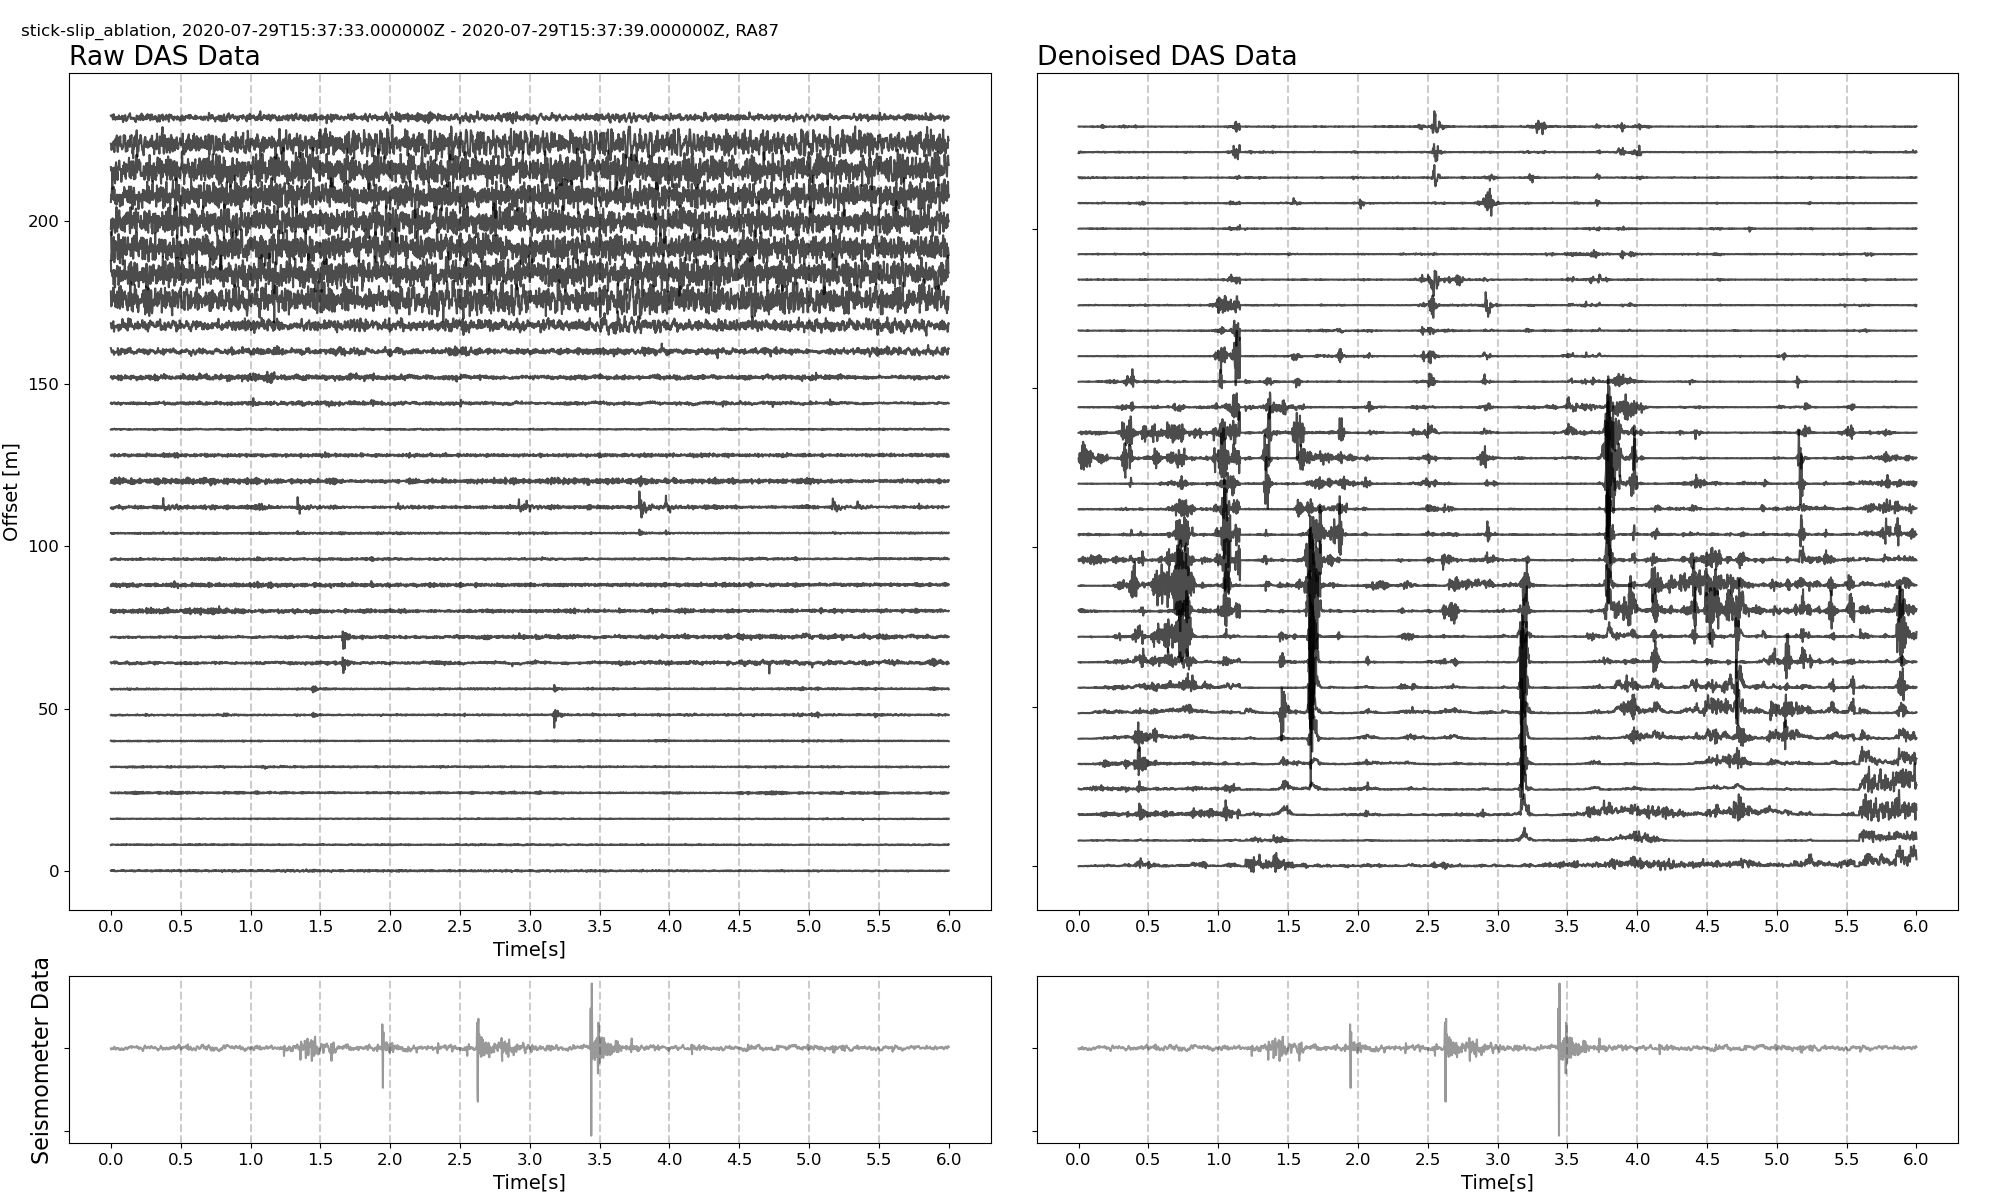 stick-slip_ablation, 2020-07-29T15:37:33.000000Z - 2020-07-29T15:37:39.000000Z, RA87
Raw DAS Data
Denoised DAS Data
Offset [m]
200
150
100
50
0
0.0 0.5 1.0 1.5 2.0 2.5 3.0 3.5 4.0 4.5 5.0 5.5 6.0
Time[s]
0.0 0.5 1.0 1.5 2.0 2.5 3.0 3.5 4.0 4.5 5.0 5.5 6.0
Seismometer Data
0.0 0.5 1.0 1.5 2.0 2.5 3.0 3.5 4.0 4.5 5.0 5.5 6.0
Time[s]
0.0 0.5 1.0 1.5 2.0 2.5 3.0 3.5 4.0 4.5 5.0 5.5 6.0
Time[s]